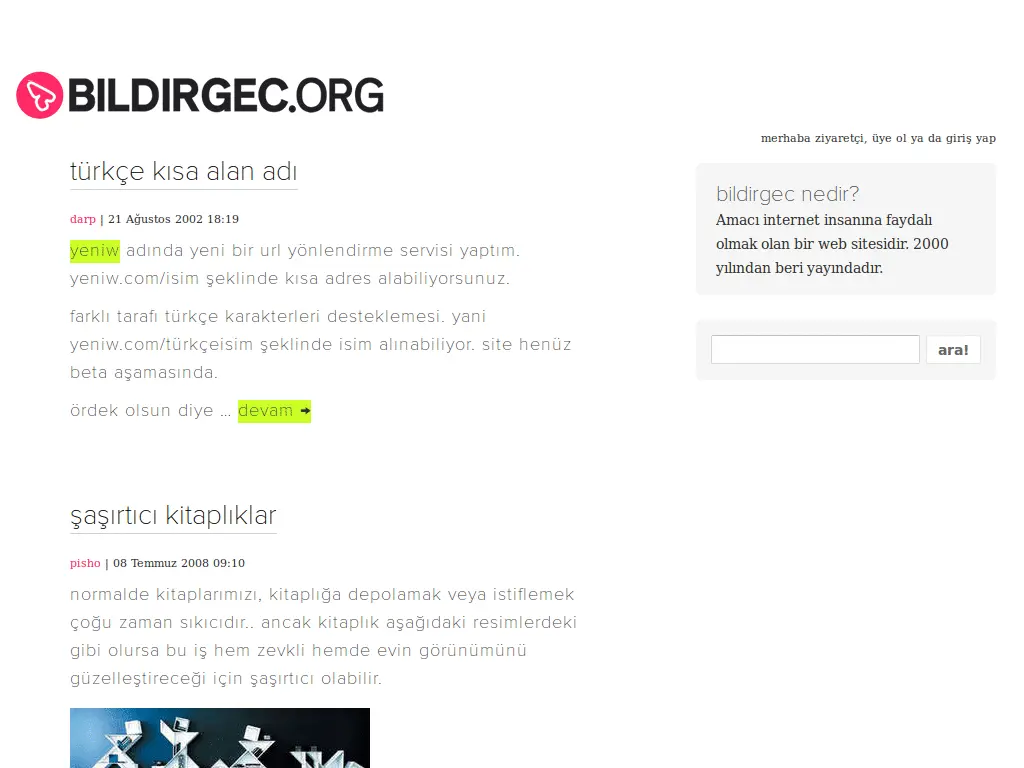 BILDIRGEC.ORG
merhaba ziyaretçi, üye ol ya da giriş yap
türkçe kısa alan adı
darp | 21 Ağustos 2002 18:19
yeniw adında yeni bir url yönlendirme servisi yaptım.
yeniw.com/isim şeklinde kısa adres alabiliyorsunuz.
farklı tarafı türkçe karakterleri desteklemesi. yani
yeniw.com/türkçeisim şeklinde isim alınabiliyor. site henüz
beta aşamasında.
ördek olsun diye ... devam →
bildirgec nedir?
Amacı internet insanına faydalı
olmak olan bir web sitesidir. 2000
yılından beri yayındadır.
ara!
şaşırtıcı kitaplıklar
pisho | 08 Temmuz 2008 09:10
normalde kitaplarımızı, kitaplığa depolamak veya istiflemek
çoğu zaman sıkıcıdır.. ancak kitaplık aşağıdaki resimlerdeki
gibi olursa bu iş hem zevkli hemde evin görünümünü
güzelleştireceği için şaşırtıcı olabilir.